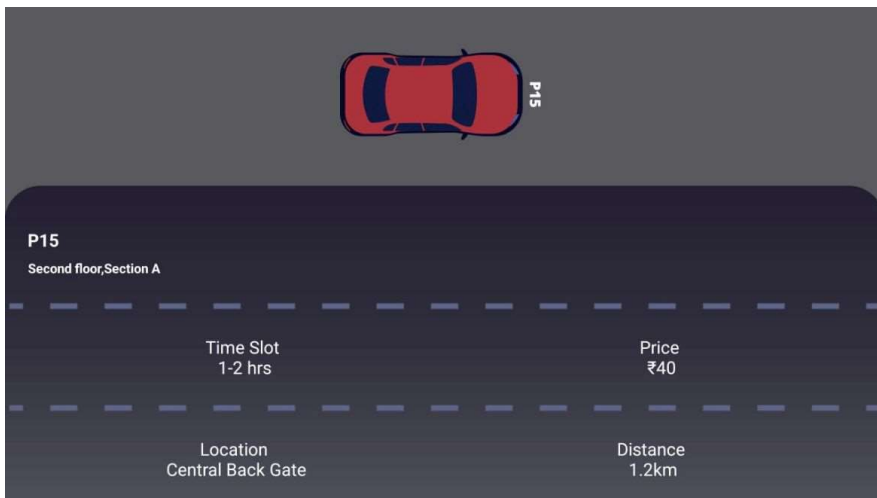 P15
P15
Second floor,Section A
Time Slot
1-2 hrs
Price
₹40
Location
Central Back Gate
Distance
1.2km